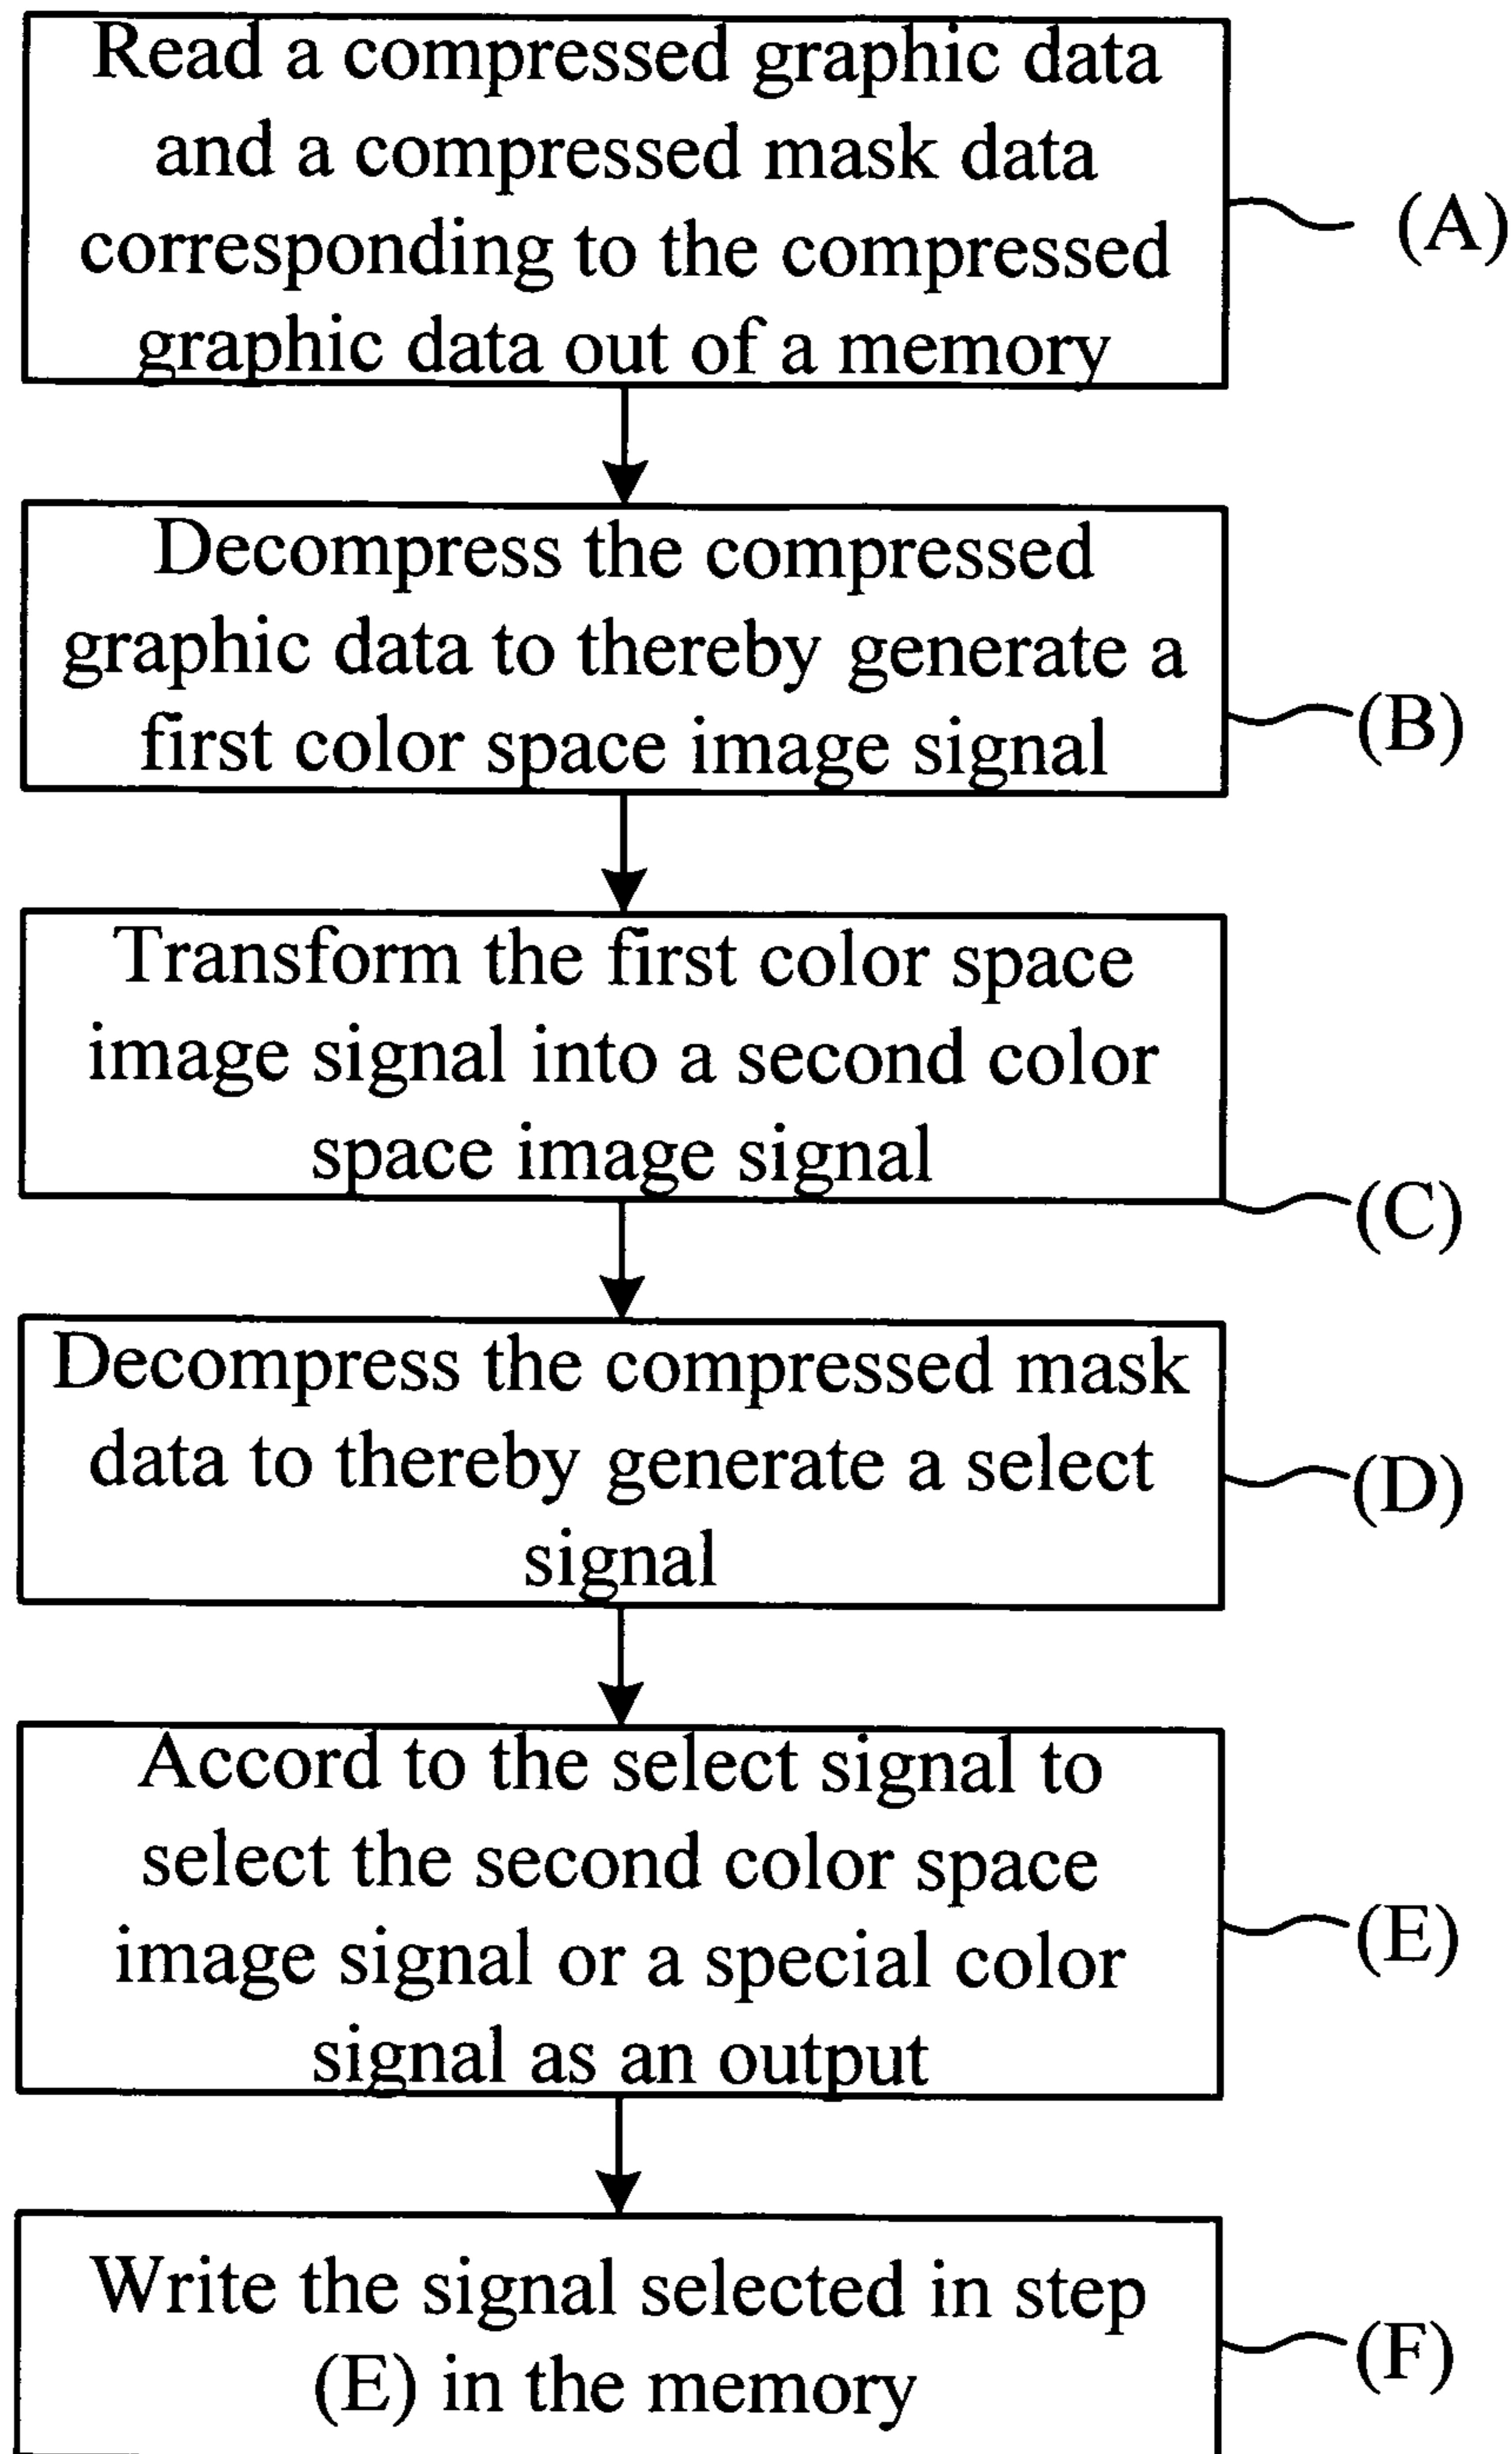 Read a compressed graphic data
and a compressed mask data
corresponding to the compressed
graphic data out of a memory
(A)
Decompress the compressed
graphic data to thereby generate a
first color space image signal
(B)
Transform the first color space
image signal into a second color
space image signal
(C)
Decompress the compressed mask
data to thereby generate a select
signal
(D)
Accord to the select signal to
select the second color space
image signal or a special color
signal as an output
(E)
Write the signal selected in step
(E) in the memory
(F)